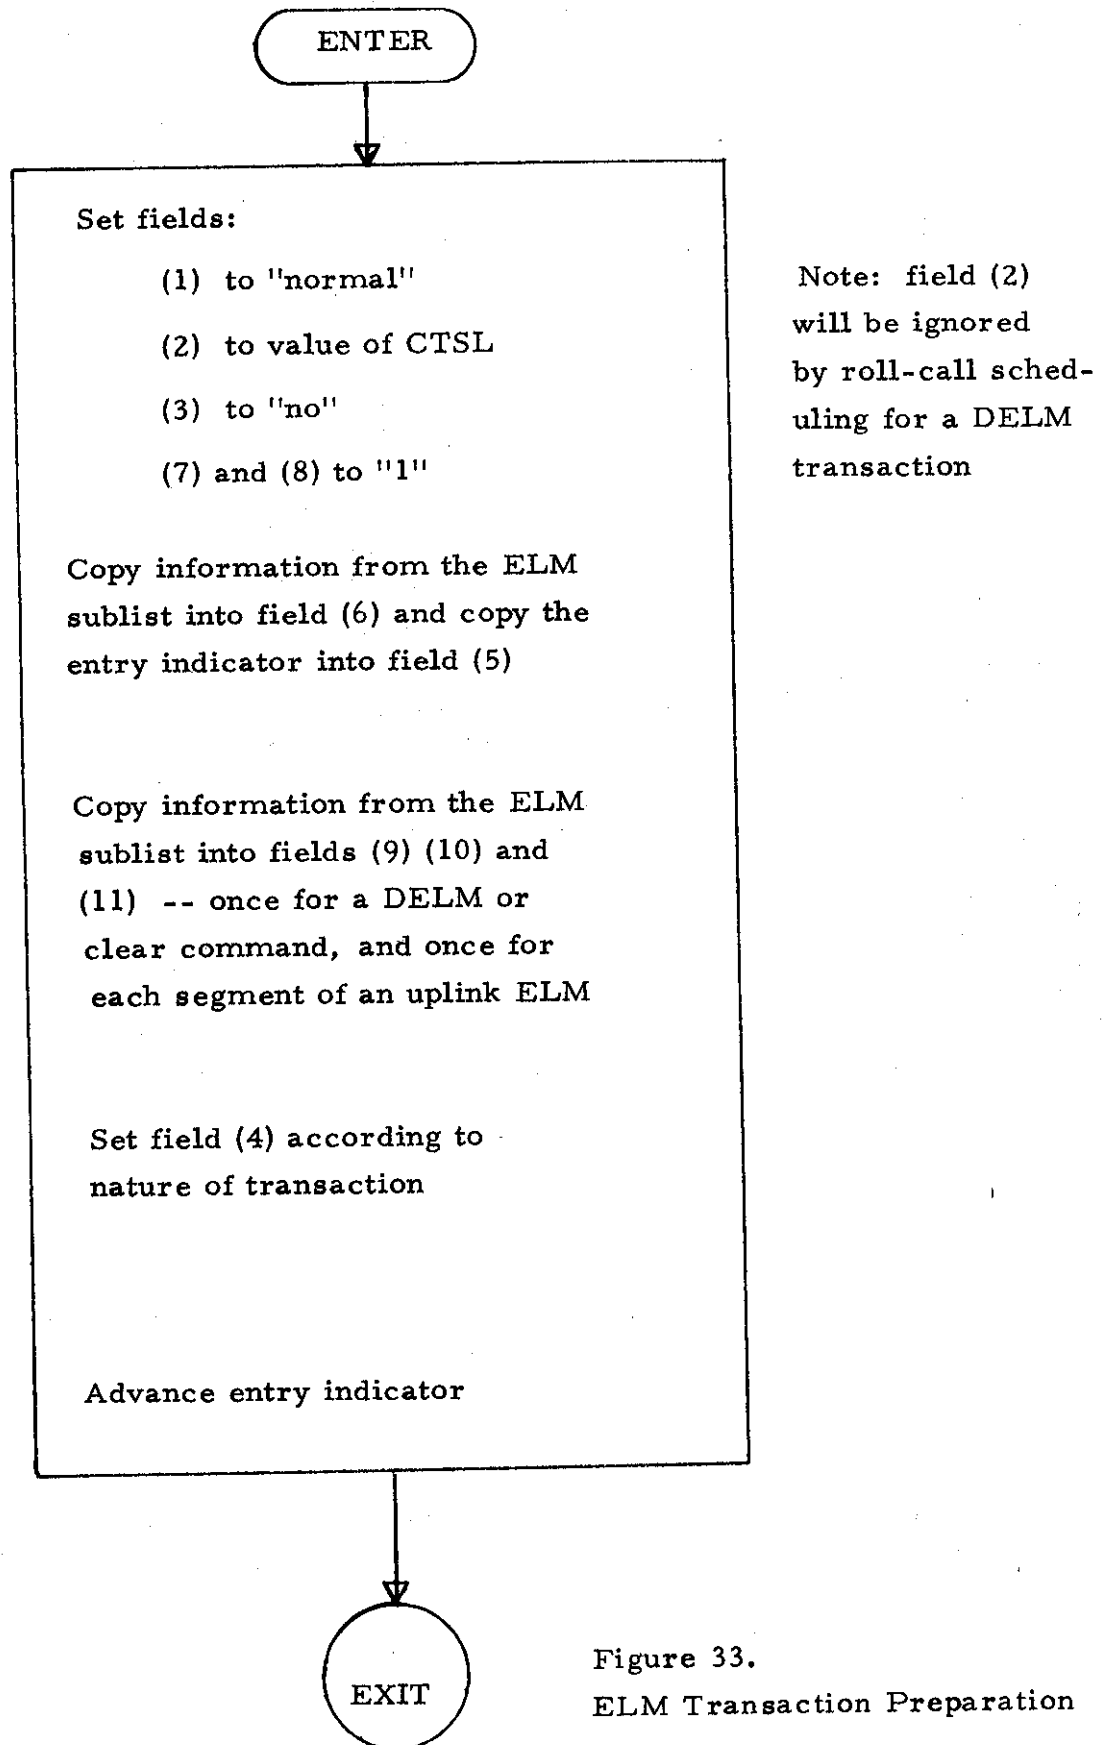 ENTER
Set fields:
(1) to "normal"
(2) to value of CTSL
(3) to "no"
(7) and (8) to "1"
Note: field (2)
will be ignored
by roll-call sched-
uling for a DELM
transaction
Copy information from the ELM
sublist into field (6) and copy the
entry indicator into field (5)
Copy information from the ELM
sublist into fields (9) (10) and
(11) -- once for a DELM or
clear command, and once for
each segment of an uplink ELM
Set field (4) according to
nature of transaction
Advance entry indicator
EXIT
Figure 33.
ELM Transaction Preparation